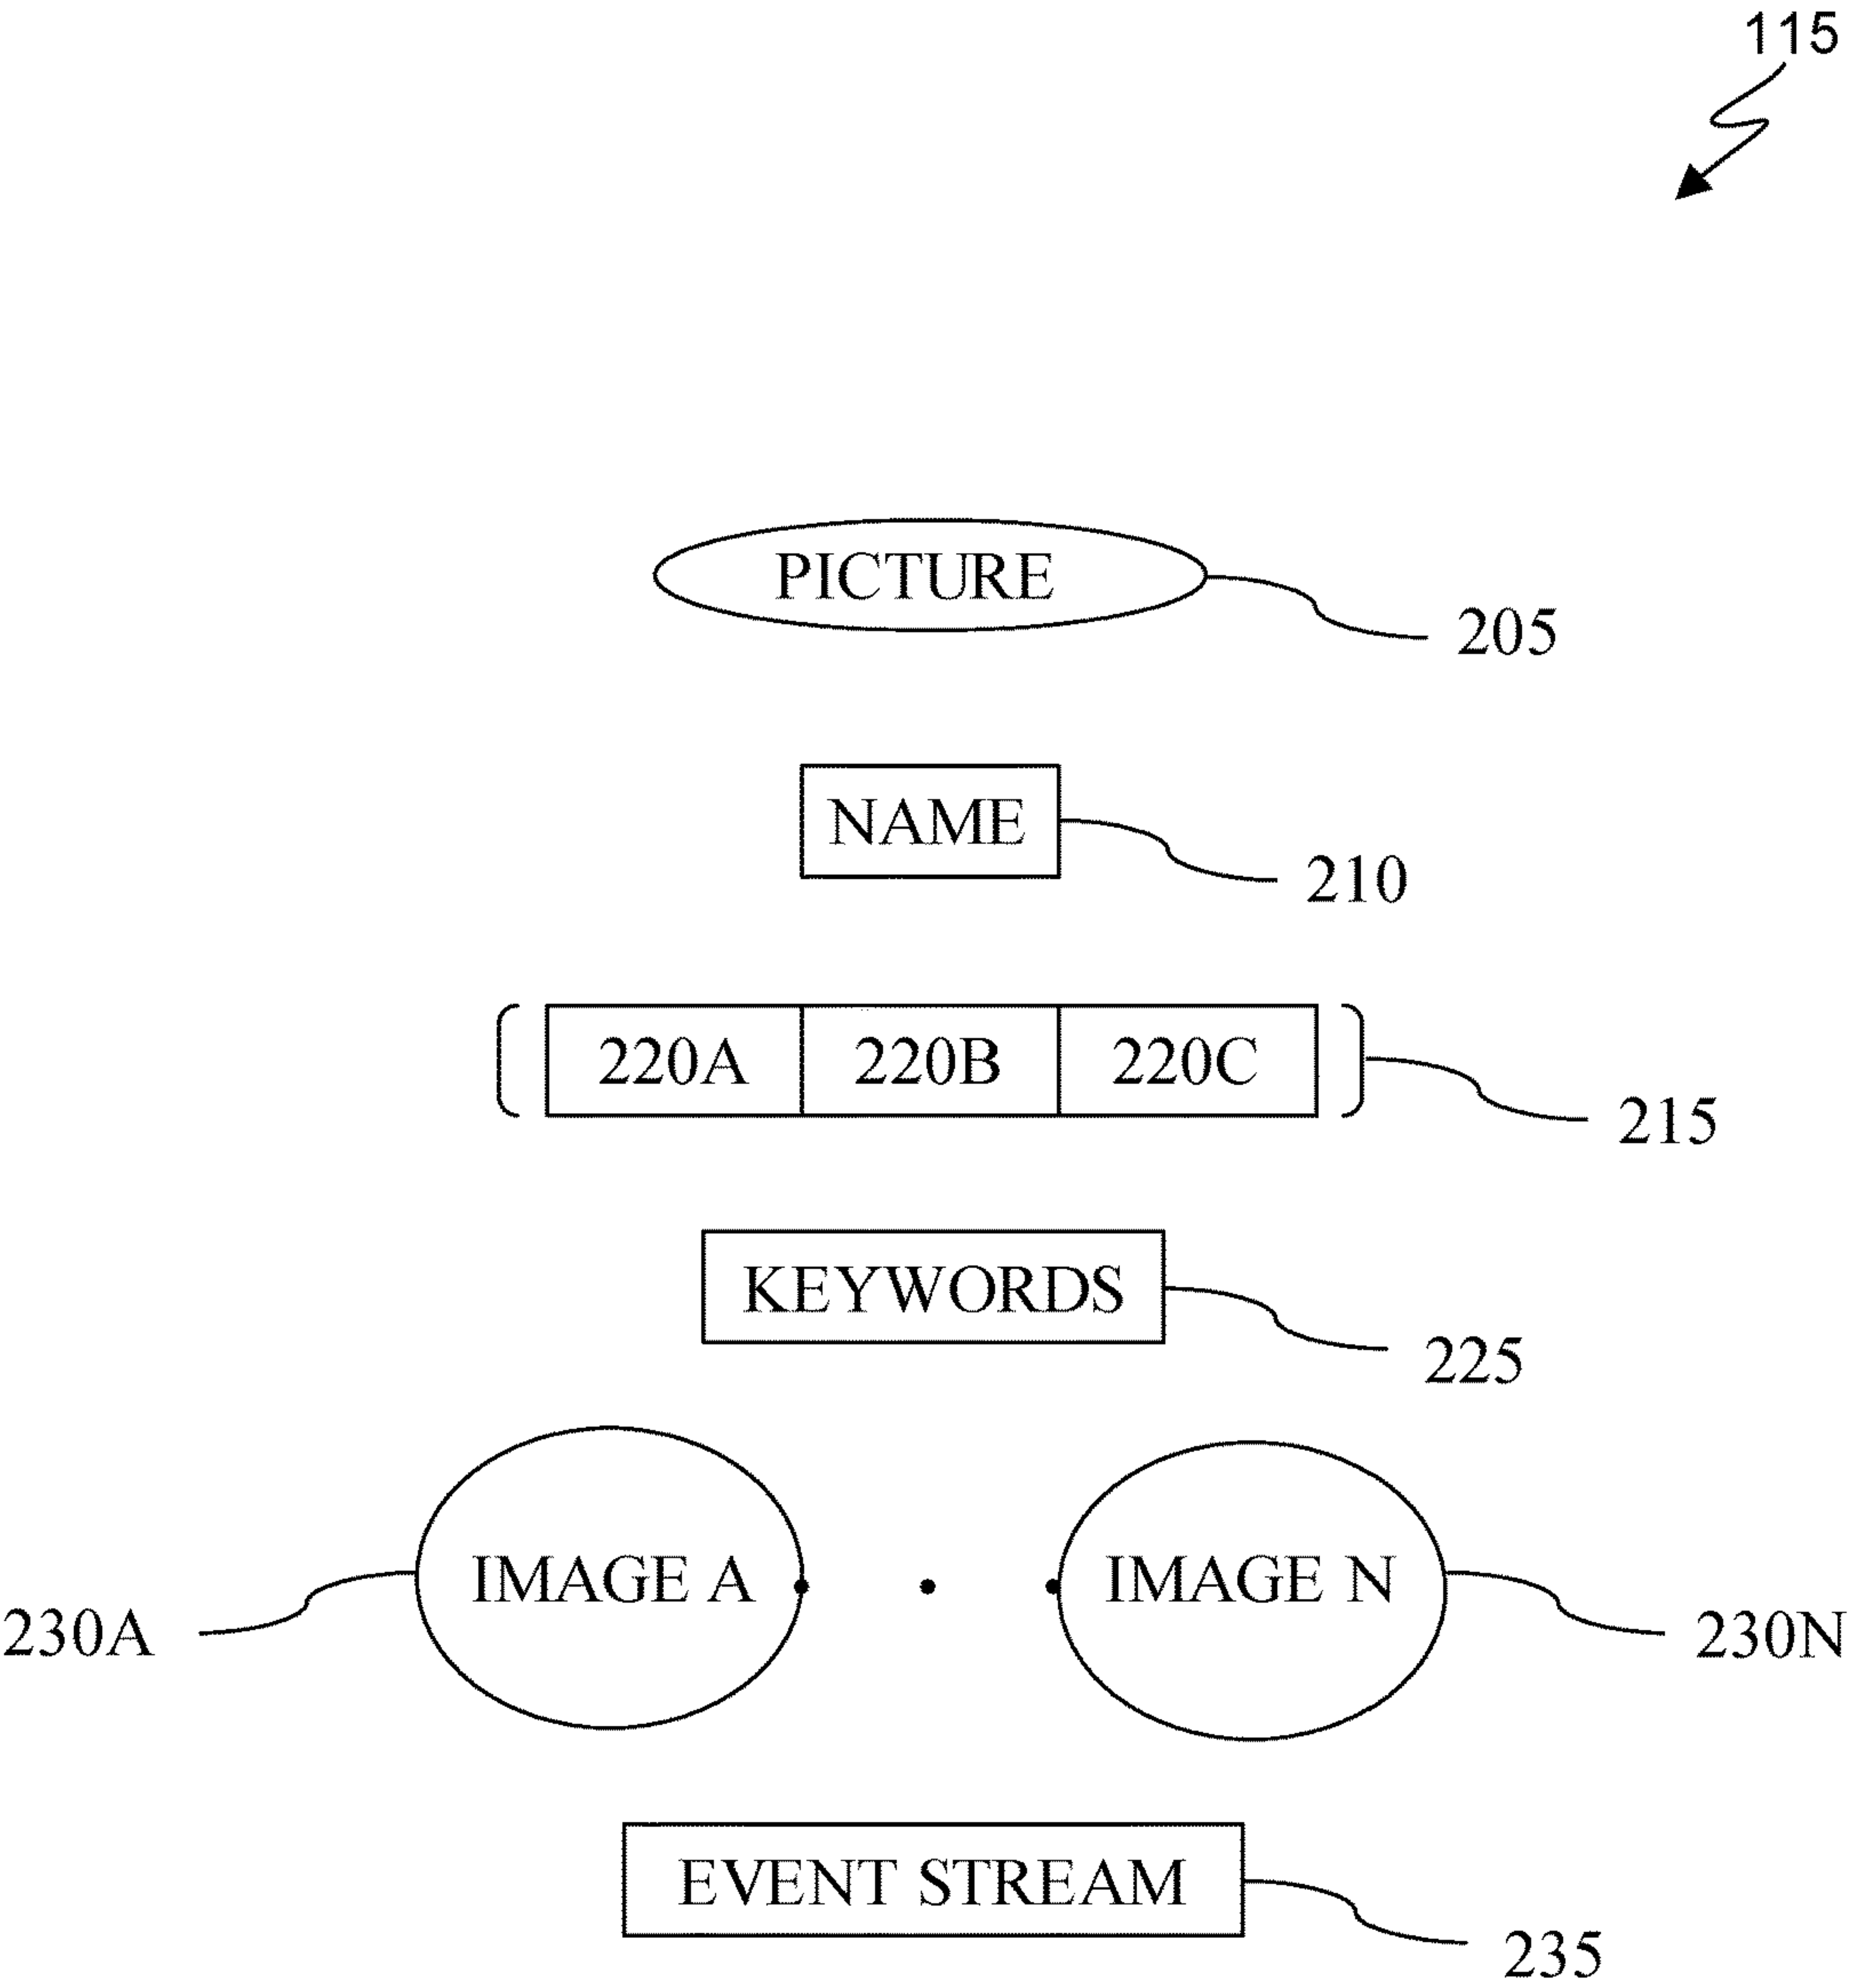 115
PICTURE
205
NAME
210
220A 220B 220C
215
KEYWORDS
225
IMAGE A IMAGE N
230A 230N
EVENT STREAM
235